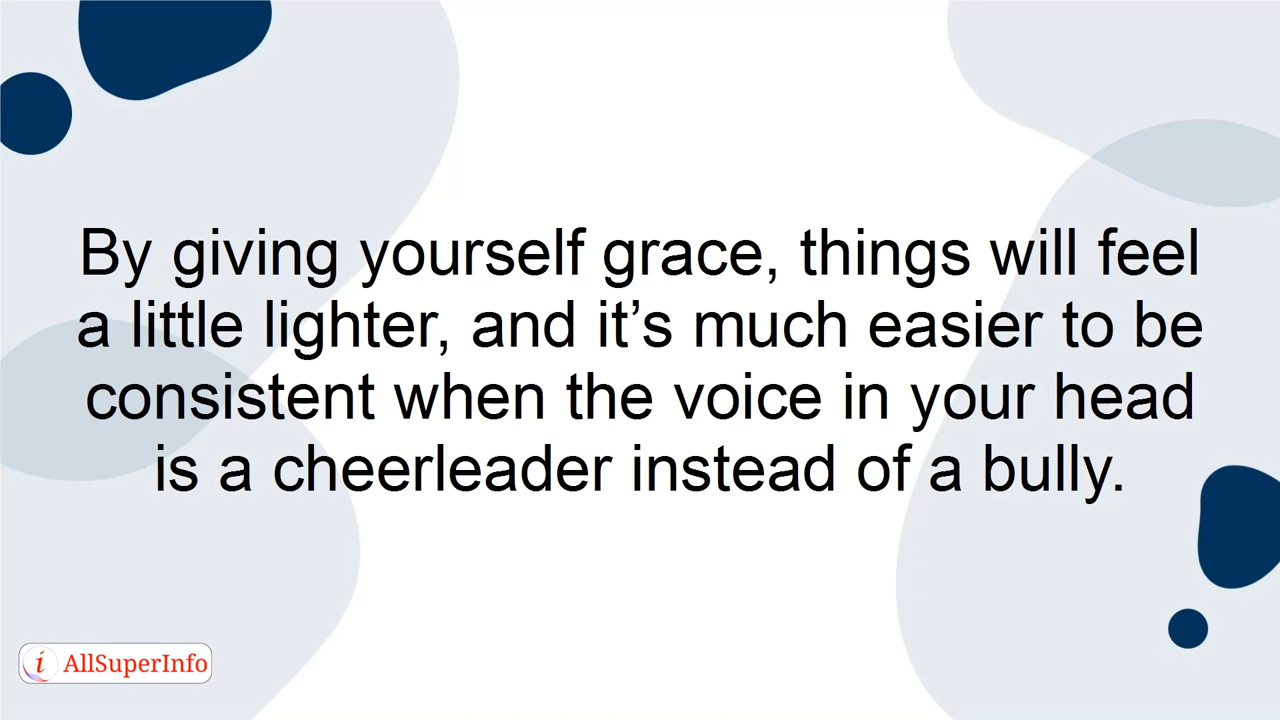 By giving yourself grace, things will feel
a little lighter, and it’s much easier to be
consistent when the voice in your head
is a cheerleader instead of a bully.
i AllSuperInfo